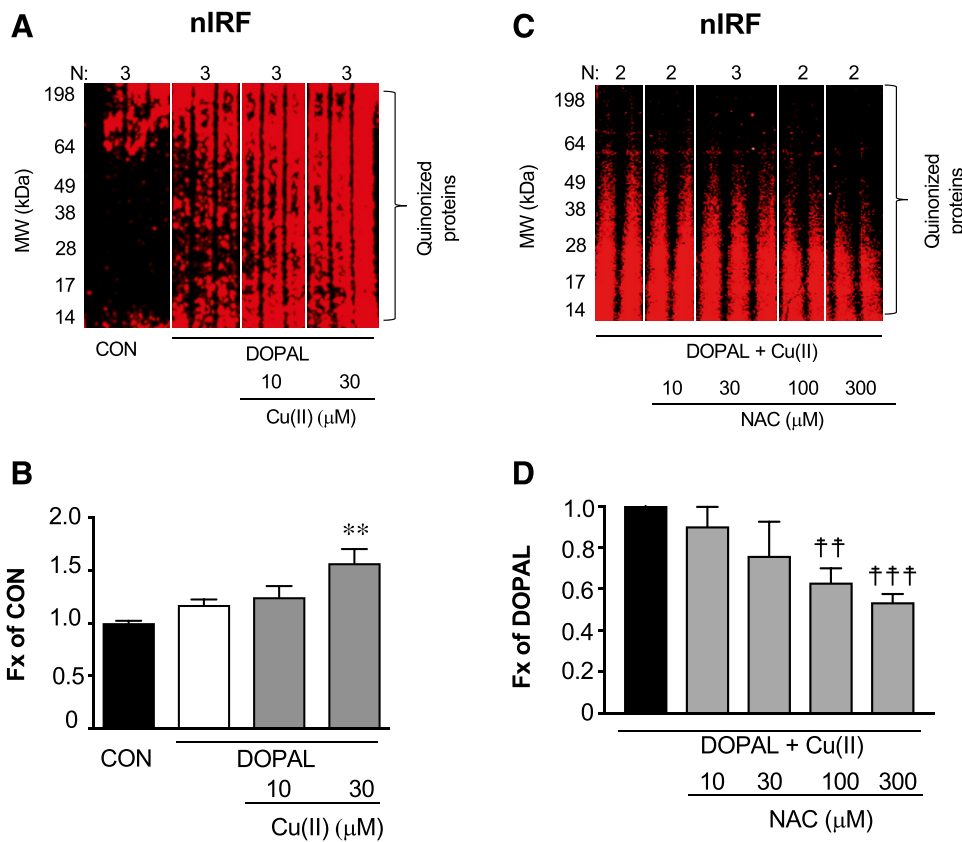 A
nIRF
N: 3 3 3 3
198
64
49
38
28
17
14
MW (kDa)
Quinonized
proteins
CON
DOPAL
10 30
Cu(II) (μM)
C
nIRF
N: 2 2 3 2 2
198
64
49
38
28
17
14
MW (kDa)
Quinonized
proteins
DOPAL + Cu(II)
10 30 100 300
NAC (μM)
B
2.0
1.5
1.0
0.5
0
Fx of CON
**
CON
DOPAL
10 30
Cu(II) (μM)
D
1.0
0.8
0.6
0.4
0.2
0
Fx of DOPAL
‡‡
‡‡‡
DOPAL + Cu(II)
10 30 100 300
NAC (μM)